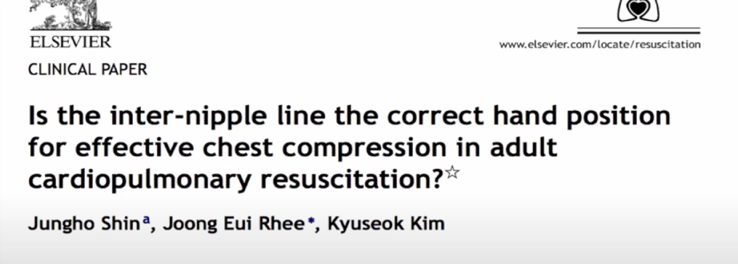 ELSEVIER
www.elsevier.com/locate/resuscitation
CLINICAL PAPER
Is the inter-nipple line the correct hand position
for effective chest compression in adult
cardiopulmonary resuscitation?☆
Jungho Shin a, Joong Eui Rhee *, Kyuseok Kim